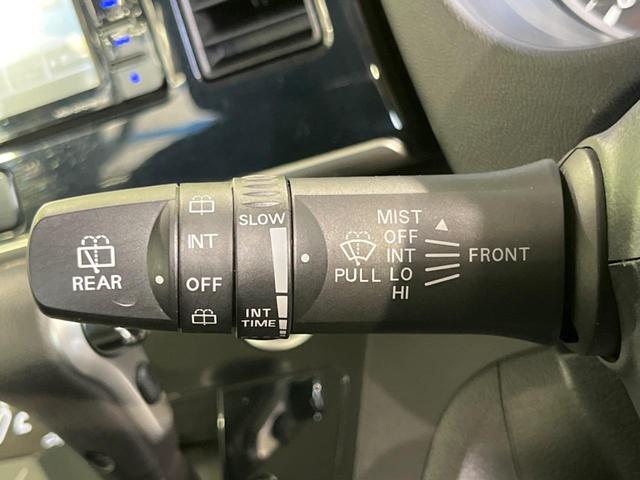 REAR
INT
OFF
SLOW
INT
TIME
PULL
MIST
OFF
INT
LO
HI
FRONT